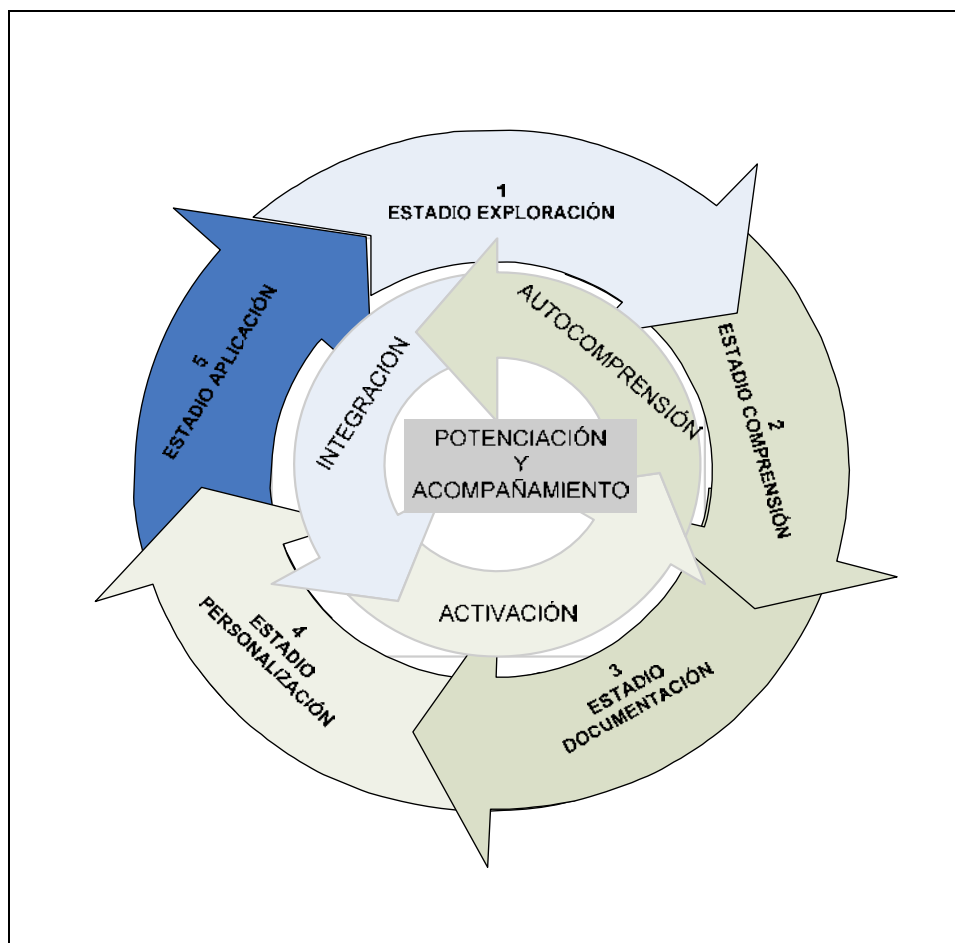 1
ESTADIO EXPLORACIÓN
2
ESTADIO COMPRENSIÓN
3
ESTADIO
DOCUMENTACIÓN
4
ESTADIO
PERSONALIZACIÓN
5
ESTADIO APLICACIÓN
AUTOCOMPRENSIÓN
INTEGRACION
ACTIVACIÓN
POTENCIACIÓN
Y
ACOMPAÑAMIENTO